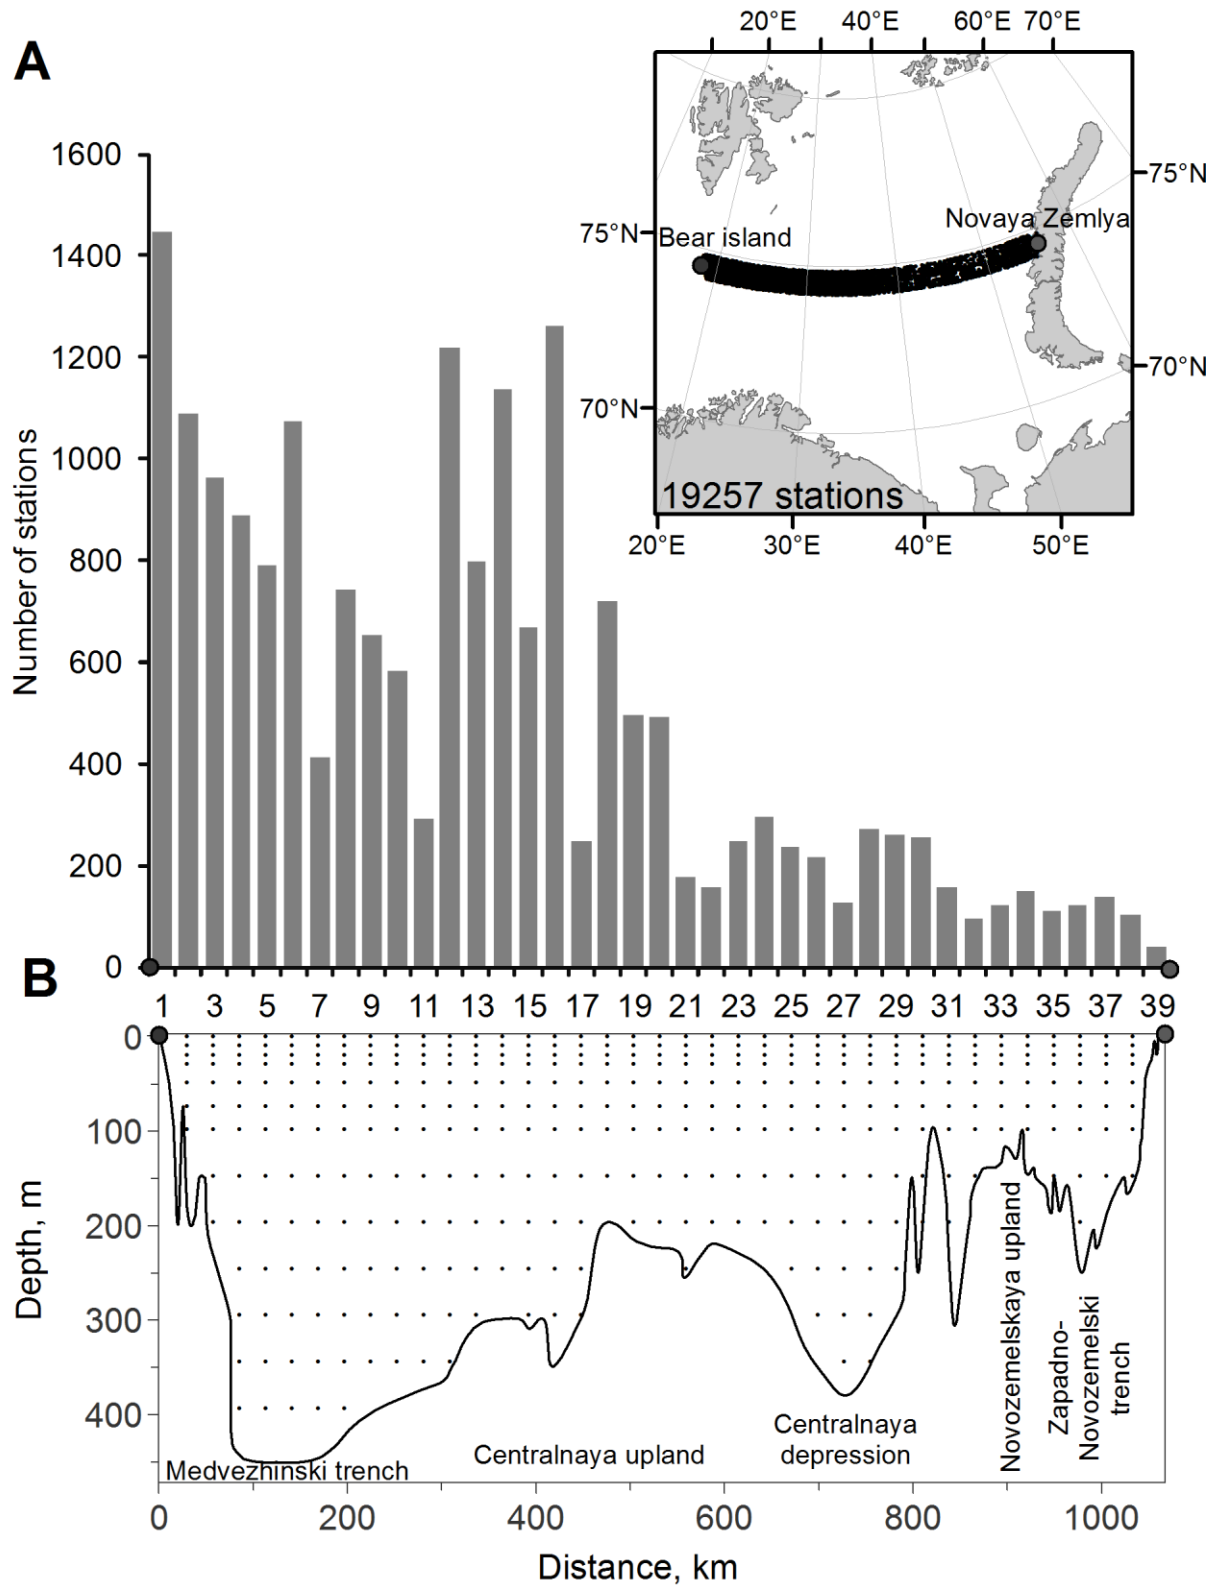 A
20°E 40°E 60°E 70°E
75°N
75°N
70°N
70°N
Bear island
Novaya Zemlya
19257 stations
20°E 30°E 40°E 50°E
Number of stations
1600
1400
1200
1000
800
600
400
200
0
B
1 3 5 7 9 11 13 15 17 19 21 23 25 27 29 31 33 35 37 39
Depth, m
0
100
200
300
400
Medvezhinski trench
Centralnaya upland
Centralnaya
depression
Novozemelskaya upland
Zapadno-
Novozemelski
trench
0 200 400 600 800 1000
Distance, km